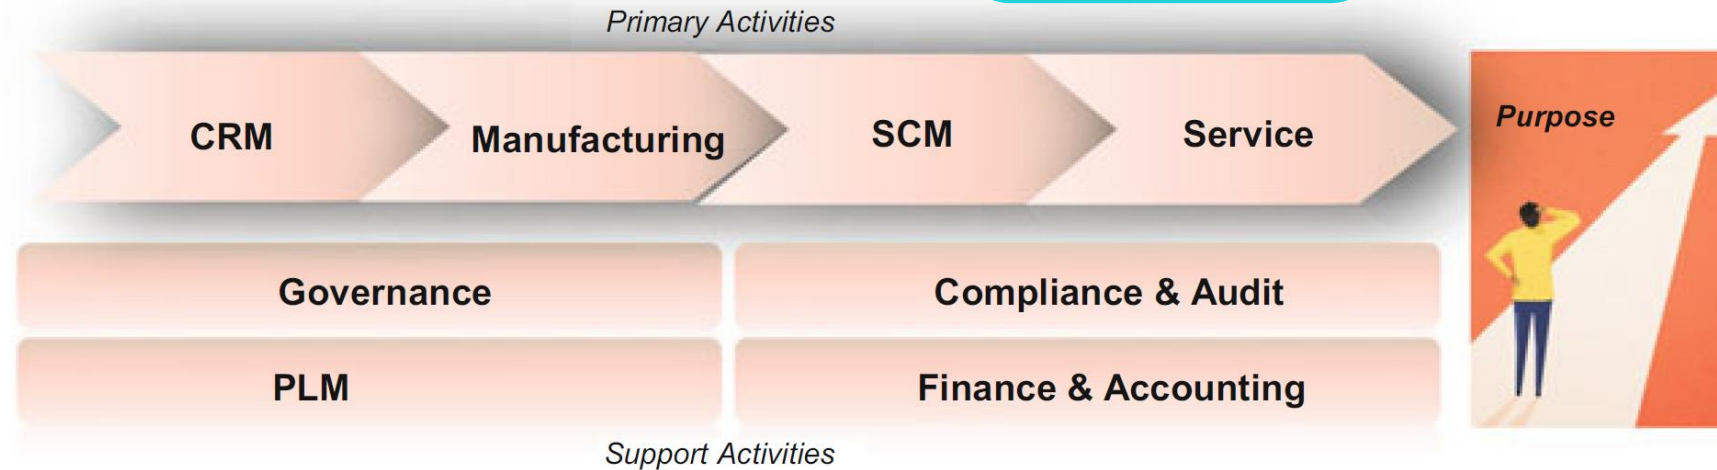 Primary Activities
CRM
Manufacturing
SCM
Service
Purpose
Governance
Compliance & Audit
PLM
Finance & Accounting
Support Activities